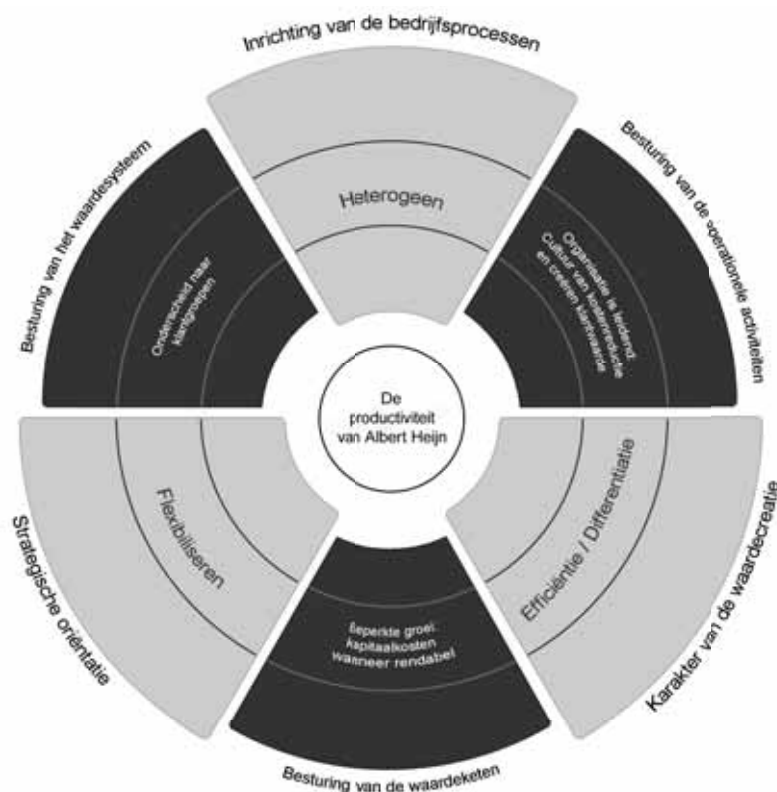 Inrichting van de bedrijfsprocessen
Heterogeen
Besturing van de operationele activiteiten
Organisatie is leidend:
Cultuur van kostenreductie
en creëren klantwaarde
Karakter van de waardecreatie
Efficiëntie / Differentiatie
Besturing van de waardeketen
Beperkte groei
kapitaalkosten
wanneer rendabel
Strategische oriëntatie
Flexibiliseren
Besturing van het waardesysteem
Onderscheid naar
klantgroepen
De
productiviteit
van Albert Heijn